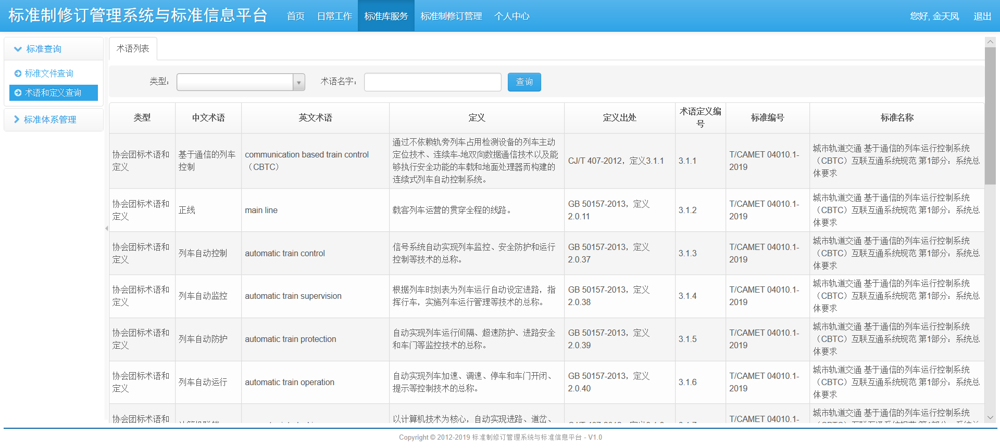 标准制修订管理系统与标准信息平台 首页 日常工作 标准库服务 标准制修订管理 个人中心 您好, 金天凤 退出
标准查询
标准文件查询
术语和定义查询
标准体系管理
术语列表
类型： 术语名字： 查询
类型 中文术语 英文术语 定义 定义出处 术语定义编号 标准编号 标准名称
协会团标术语和定义 基于通信的列车控制 communication based train control（CBTC） 通过不依赖轨旁列车占用检测设备的列车主动定位技术、连续车-地双向数据通信技术以及能够执行安全功能的车载和地面处理器而构建的连续式列车自动控制系统。 CJ/T 407-2012，定义3.1.1 3.1.1 T/CAMET 04010.1-2019 城市轨道交通 基于通信的列车运行控制系统（CBTC）互联互通系统规范 第1部分：系统总体要求
协会团标术语和定义 正线 main line 载客列车运营的贯穿全程的线路。 GB 50157-2013，定义2.0.11 3.1.2 T/CAMET 04010.1-2019 城市轨道交通 基于通信的列车运行控制系统（CBTC）互联互通系统规范 第1部分：系统总体要求
协会团标术语和定义 列车自动控制 automatic train control 信号系统自动实现列车监控、安全防护和运行控制等技术的总称。 GB 50157-2013，定义2.0.37 3.1.3 T/CAMET 04010.1-2019 城市轨道交通 基于通信的列车运行控制系统（CBTC）互联互通系统规范 第1部分：系统总体要求
协会团标术语和定义 列车自动监控 automatic train supervision 根据列车时刻表为列车运行自动设定进路，指挥行车，实施列车运行管理等技术的总称。 GB 50157-2013，定义2.0.38 3.1.4 T/CAMET 04010.1-2019 城市轨道交通 基于通信的列车运行控制系统（CBTC）互联互通系统规范 第1部分：系统总体要求
协会团标术语和定义 列车自动防护 automatic train protection 自动实现列车运行间隔、超速防护、进路安全和车门等监控技术的总称。 GB 50157-2013，定义2.0.39 3.1.5 T/CAMET 04010.1-2019 城市轨道交通 基于通信的列车运行控制系统（CBTC）互联互通系统规范 第1部分：系统总体要求
协会团标术语和定义 列车自动运行 automatic train operation 自动实现列车加速、调速、停车和车门开闭、提示等控制技术的总称。 GB 50157-2013，定义2.0.40 3.1.6 T/CAMET 04010.1-2019 城市轨道交通 基于通信的列车运行控制系统（CBTC）互联互通系统规范 第1部分：系统总体要求
协会团标术语和 以计算机技术为核心，自动实现进路、道岔、 T/CAMET 04010.1- 城市轨道交通 基于通信的列车运行控制系统
Copyright © 2012-2019 标准制修订管理系统与标准信息平台 - V1.0